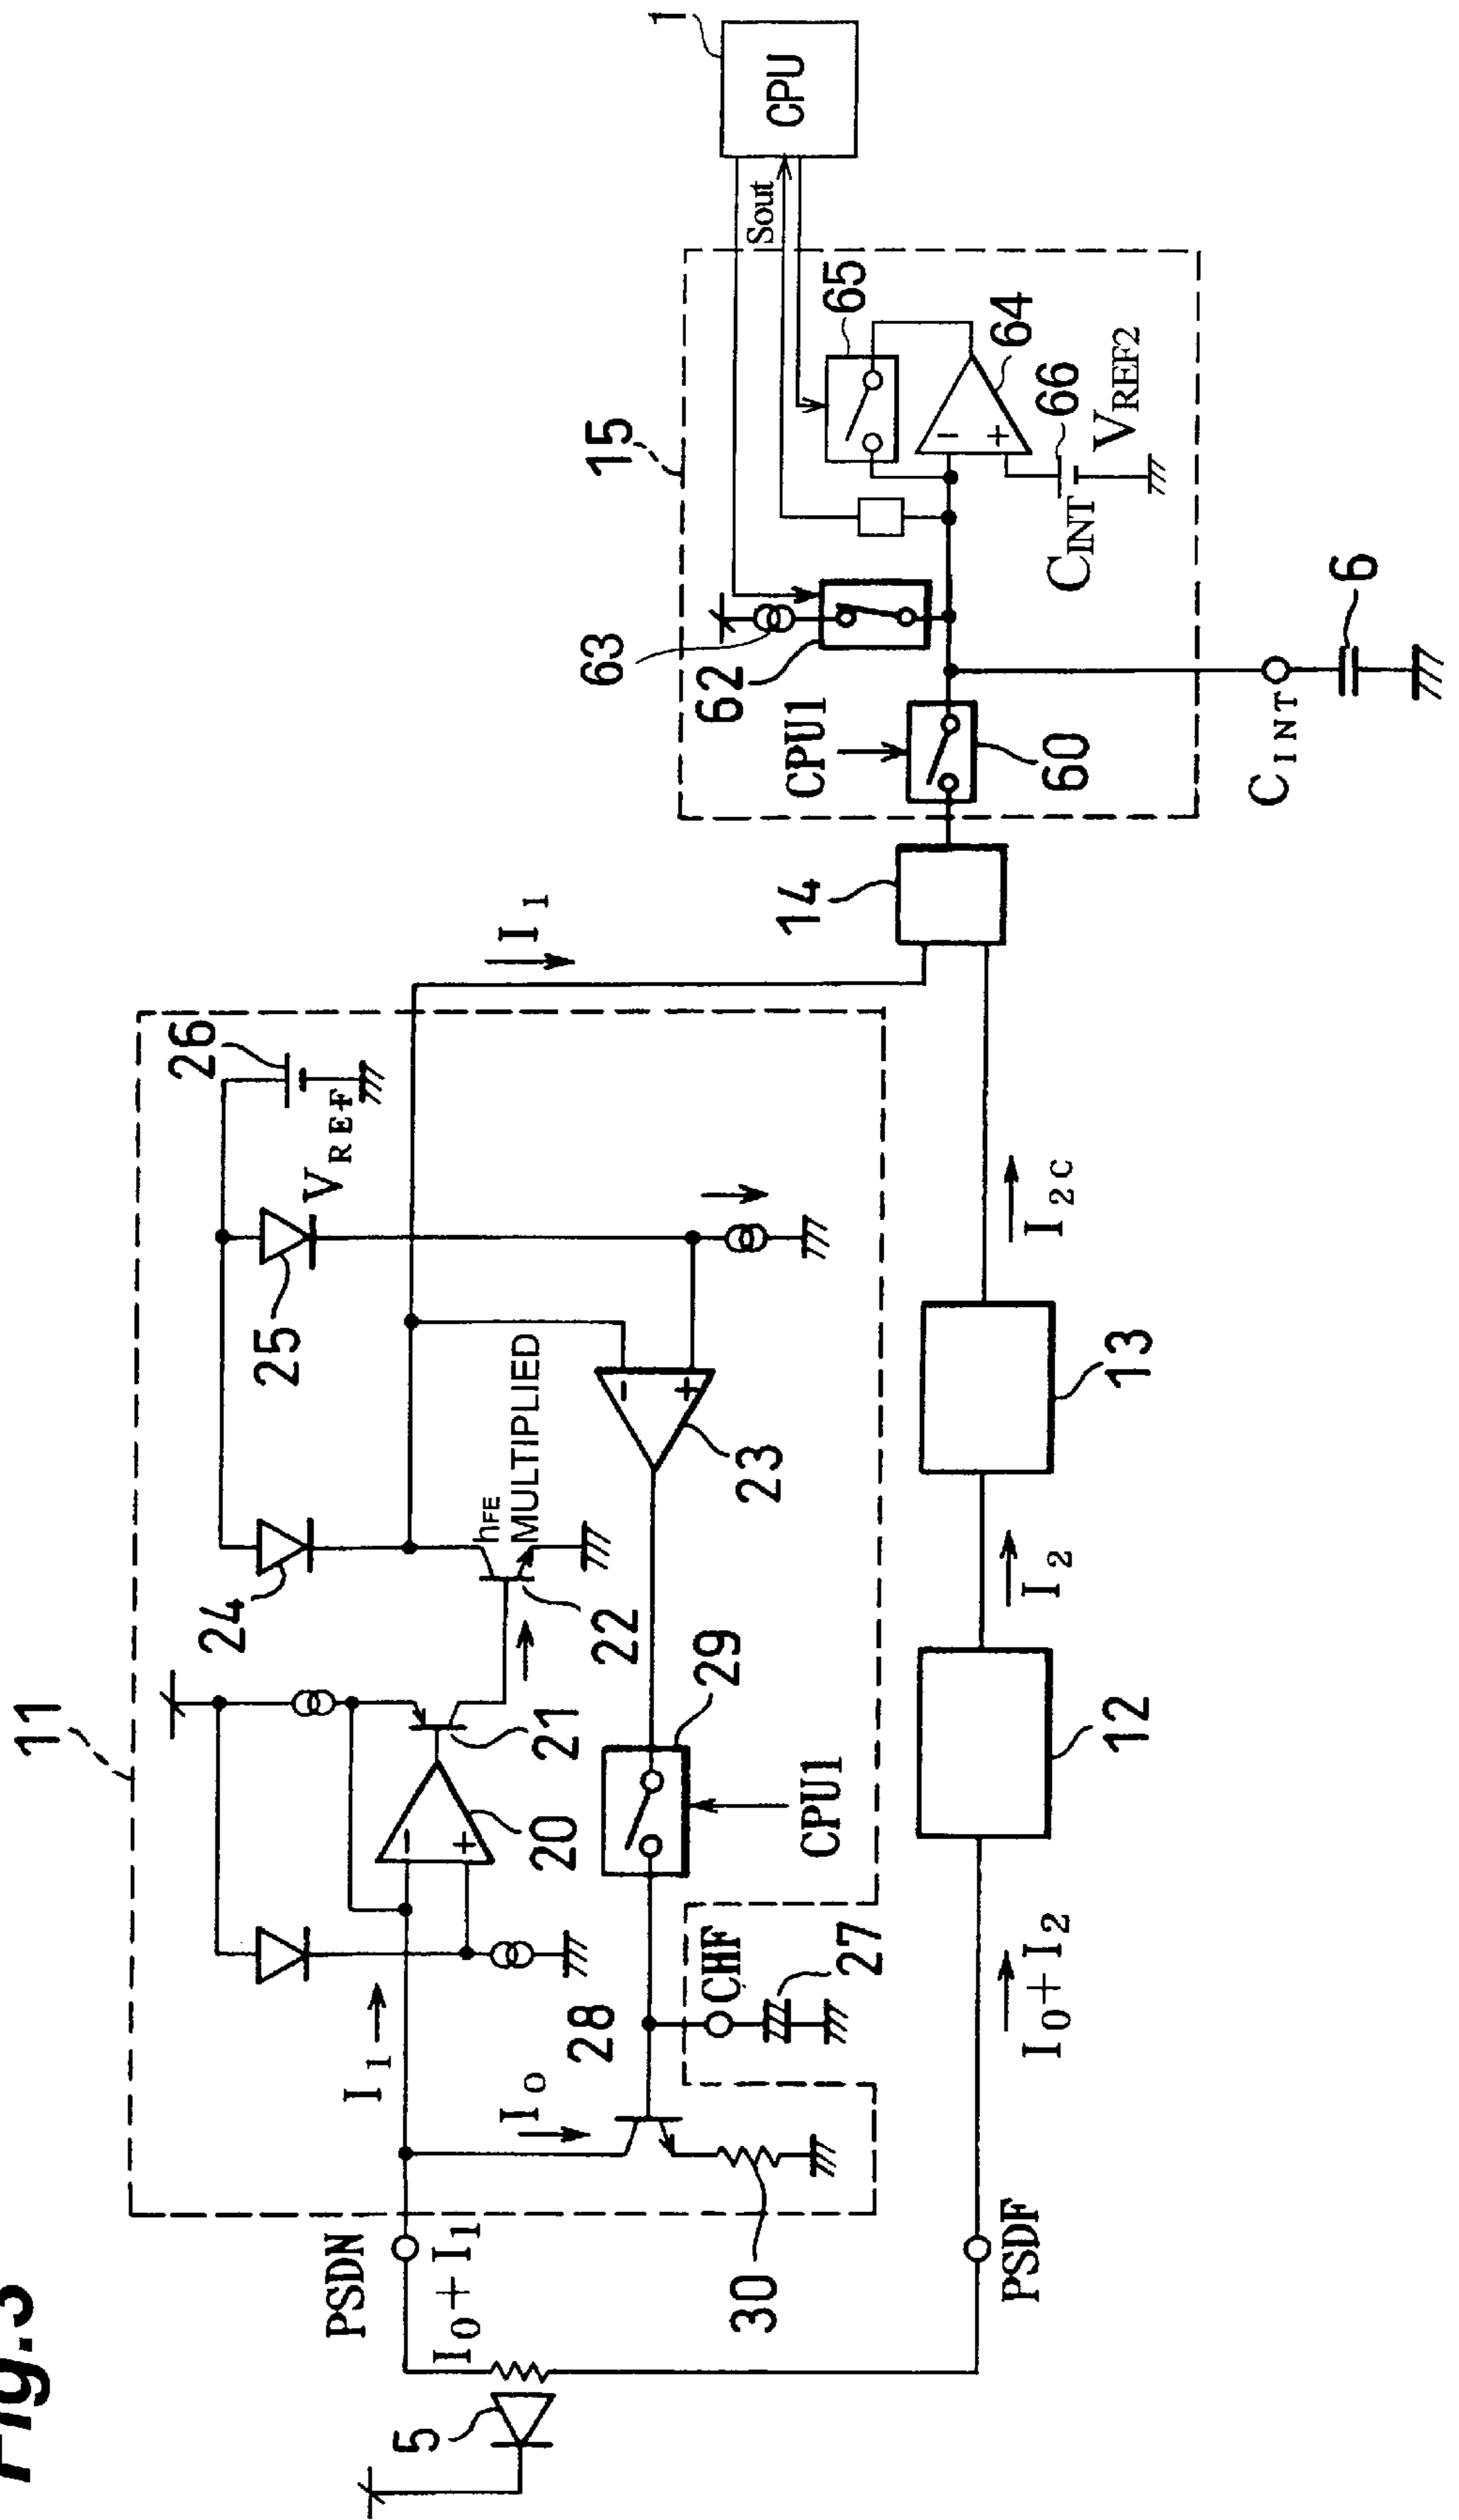 Fig.3
11
24
25
26
VREF
I1
1
CPU
Sout
15
65
64
66
VREF2
CINT
63
62
CPU1
60
CINT
6
14
I1
20
21
22
hFE
MULTIPLIED
23
29
CPU1
28
CHF
27
I0
30
PSDN
I0+I1
5
PSDF
I0+I2
12
I2
13
I2C